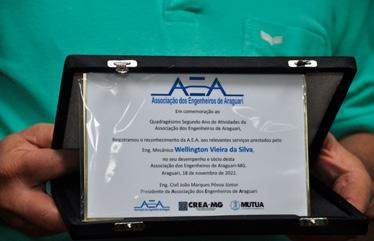 AEA
Associação dos Engenheiros de Araguari
Em comemoração ao
Quadragésimo Segundo Ano de Atividades da
Associação dos Engenheiros de Araguari,
Registramos o reconhecimento da A.E.A. aos relevantes serviços prestados pelo
Eng. Mecânico Wellington Vieira da Silva,
no seu desempenho e sócio desta
Associação dos Engenheiros de Araguari-MG.
Araguari, 18 de novembro de 2022.
Eng. Civil João Marques Póvoa Júnior
Presidente da Associação dos Engenheiros de Araguari
AEA CREA-MG MUTUA